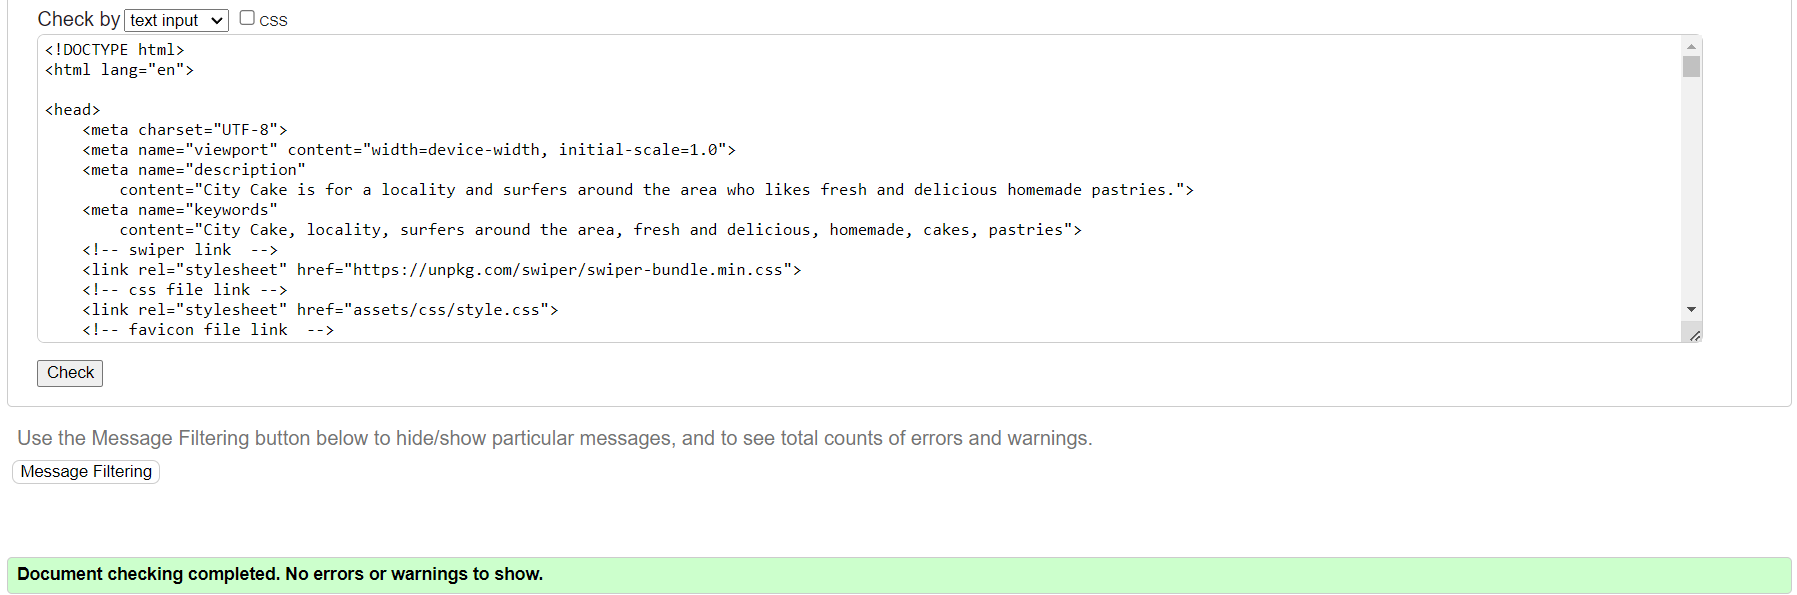 Check by text input CSS
<!DOCTYPE html>
<html lang="en">
<head>
    <meta charset="UTF-8">
    <meta name="viewport" content="width=device-width, initial-scale=1.0">
    <meta name="description"
        content="City Cake is for a locality and surfers around the area who likes fresh and delicious homemade pastries.">
    <meta name="keywords"
        content="City Cake, locality, surfers around the area, fresh and delicious, homemade, cakes, pastries">
    <!-- swiper link  -->
    <link rel="stylesheet" href="https://unpkg.com/swiper/swiper-bundle.min.css">
    <!-- css file link -->
    <link rel="stylesheet" href="assets/css/style.css">
    <!-- favicon file link  -->
Check
Use the Message Filtering button below to hide/show particular messages, and to see total counts of errors and warnings.
Message Filtering
Document checking completed. No errors or warnings to show.